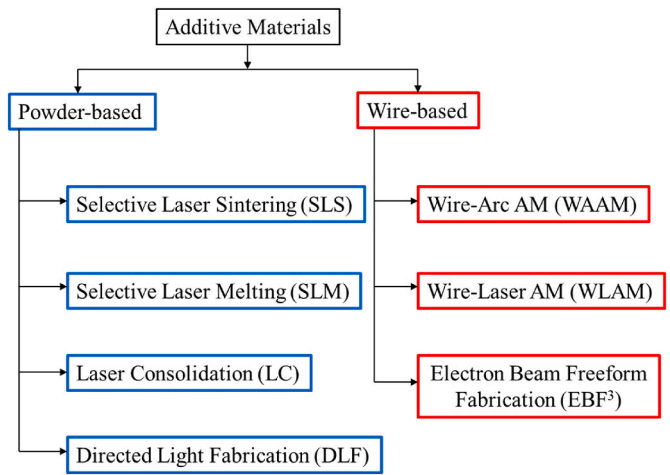 Additive Materials
Powder-based
Wire-based
Selective Laser Sintering (SLS)
Wire-Arc AM (WAAM)
Selective Laser Melting (SLM)
Wire-Laser AM (WLAM)
Laser Consolidation (LC)
Electron Beam Freeform
Fabrication (EBF³)
Directed Light Fabrication (DLF)